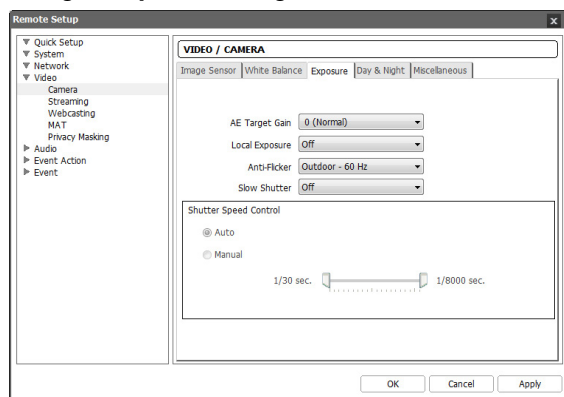 Remote Setup
x
Quick Setup
System
Network
Video
Camera
Streaming
Webcasting
MAT
Privacy Masking
Audio
Event Action
Event
VIDEO / CAMERA
Image Sensor White Balance Exposure Day & Night Miscellaneous
AE Target Gain 0 (Normal)
Local Exposure Off
Anti-Flicker Outdoor - 60 Hz
Slow Shutter Off
Shutter Speed Control
Auto
Manual
1/30 sec. 1/8000 sec.
OK Cancel Apply